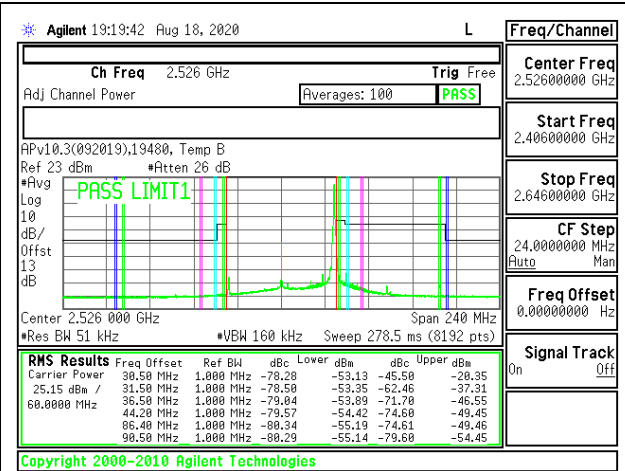 Agilent 19:19:42 Aug 18, 2020 L
Freq/Channel
Ch Freq 2.526 GHz Trig Free
Adj Channel Power Averages: 100 PASS
APv10.3(092019),19480, Temp B
Ref 23 dBm #Atten 26 dB
#Avg
Log
10
dB/
Offst
13
dB
PASS LIMIT1
Center 2.526 000 GHz Span 240 MHz
#Res BW 51 kHz #VBW 160 kHz Sweep 278.5 ms (8192 pts)
RMS Results Freq Offset Ref BW dBc Lower dBm dBc Upper dBm
Carrier Power 30.50 MHz 1.000 MHz -78.28 -53.13 -45.50 -20.35
25.15 dBm / 31.50 MHz 1.000 MHz -78.50 -53.35 -62.46 -37.31
60.0000 MHz 36.50 MHz 1.000 MHz -79.04 -53.89 -71.70 -46.55
44.20 MHz 1.000 MHz -79.57 -54.42 -74.60 -49.45
86.40 MHz 1.000 MHz -80.34 -55.19 -74.61 -49.46
90.50 MHz 1.000 MHz -80.29 -55.14 -79.60 -54.45
Copyright 2000-2010 Agilent Technologies
Center Freq
2.52600000 GHz
Start Freq
2.40600000 GHz
Stop Freq
2.64600000 GHz
CF Step
24.0000000 MHz
Auto Man
Freq Offset
0.00000000 Hz
Signal Track
On Off